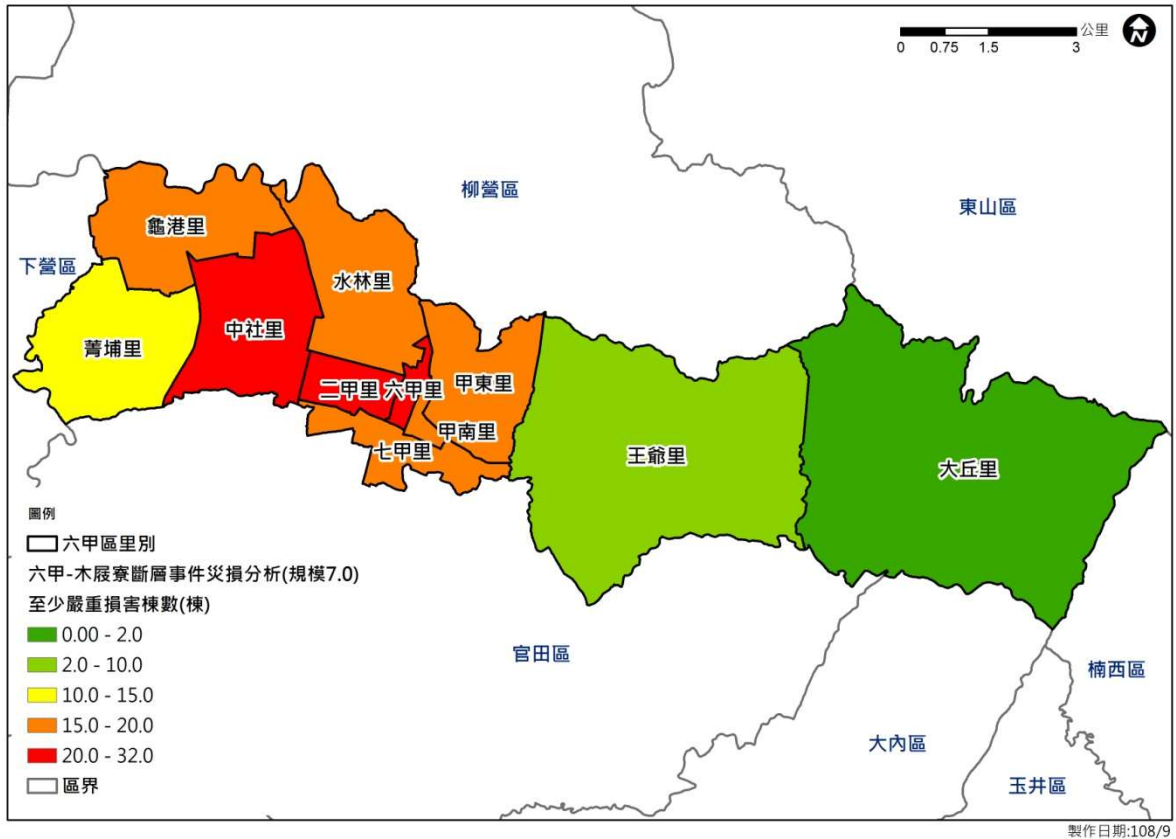 公里
0 0.75 1.5 3
N
柳營區
東山區
龜港里
下營區
水林里
中社里
菁埔里
二甲里
六甲里
甲東里
甲南里
七甲里
王爺里
大丘里
圖例
六甲區里別
六甲-木屐寮斷層事件災損分析(規模7.0)
至少嚴重損害棟數(棟)
0.00 - 2.0
2.0 - 10.0
10.0 - 15.0
15.0 - 20.0
20.0 - 32.0
區界
官田區
楠西區
大內區
玉井區
製作日期:108/9